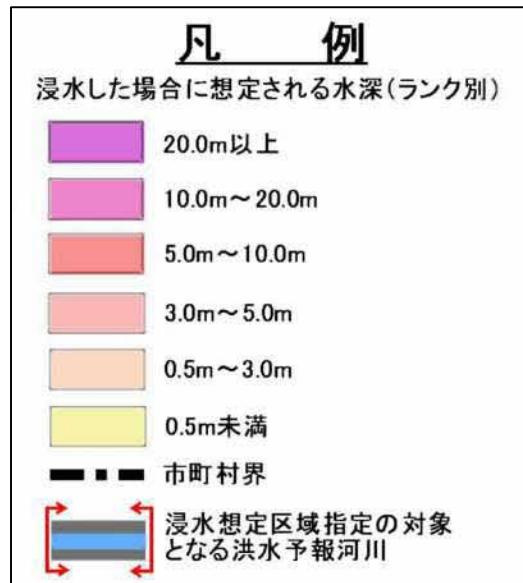 凡　　例
浸水した場合に想定される水深(ランク別)
20.0m以上
10.0m～20.0m
5.0m～10.0m
3.0m～5.0m
0.5m～3.0m
0.5m未満
市町村界
浸水想定区域指定の対象
となる洪水予報河川